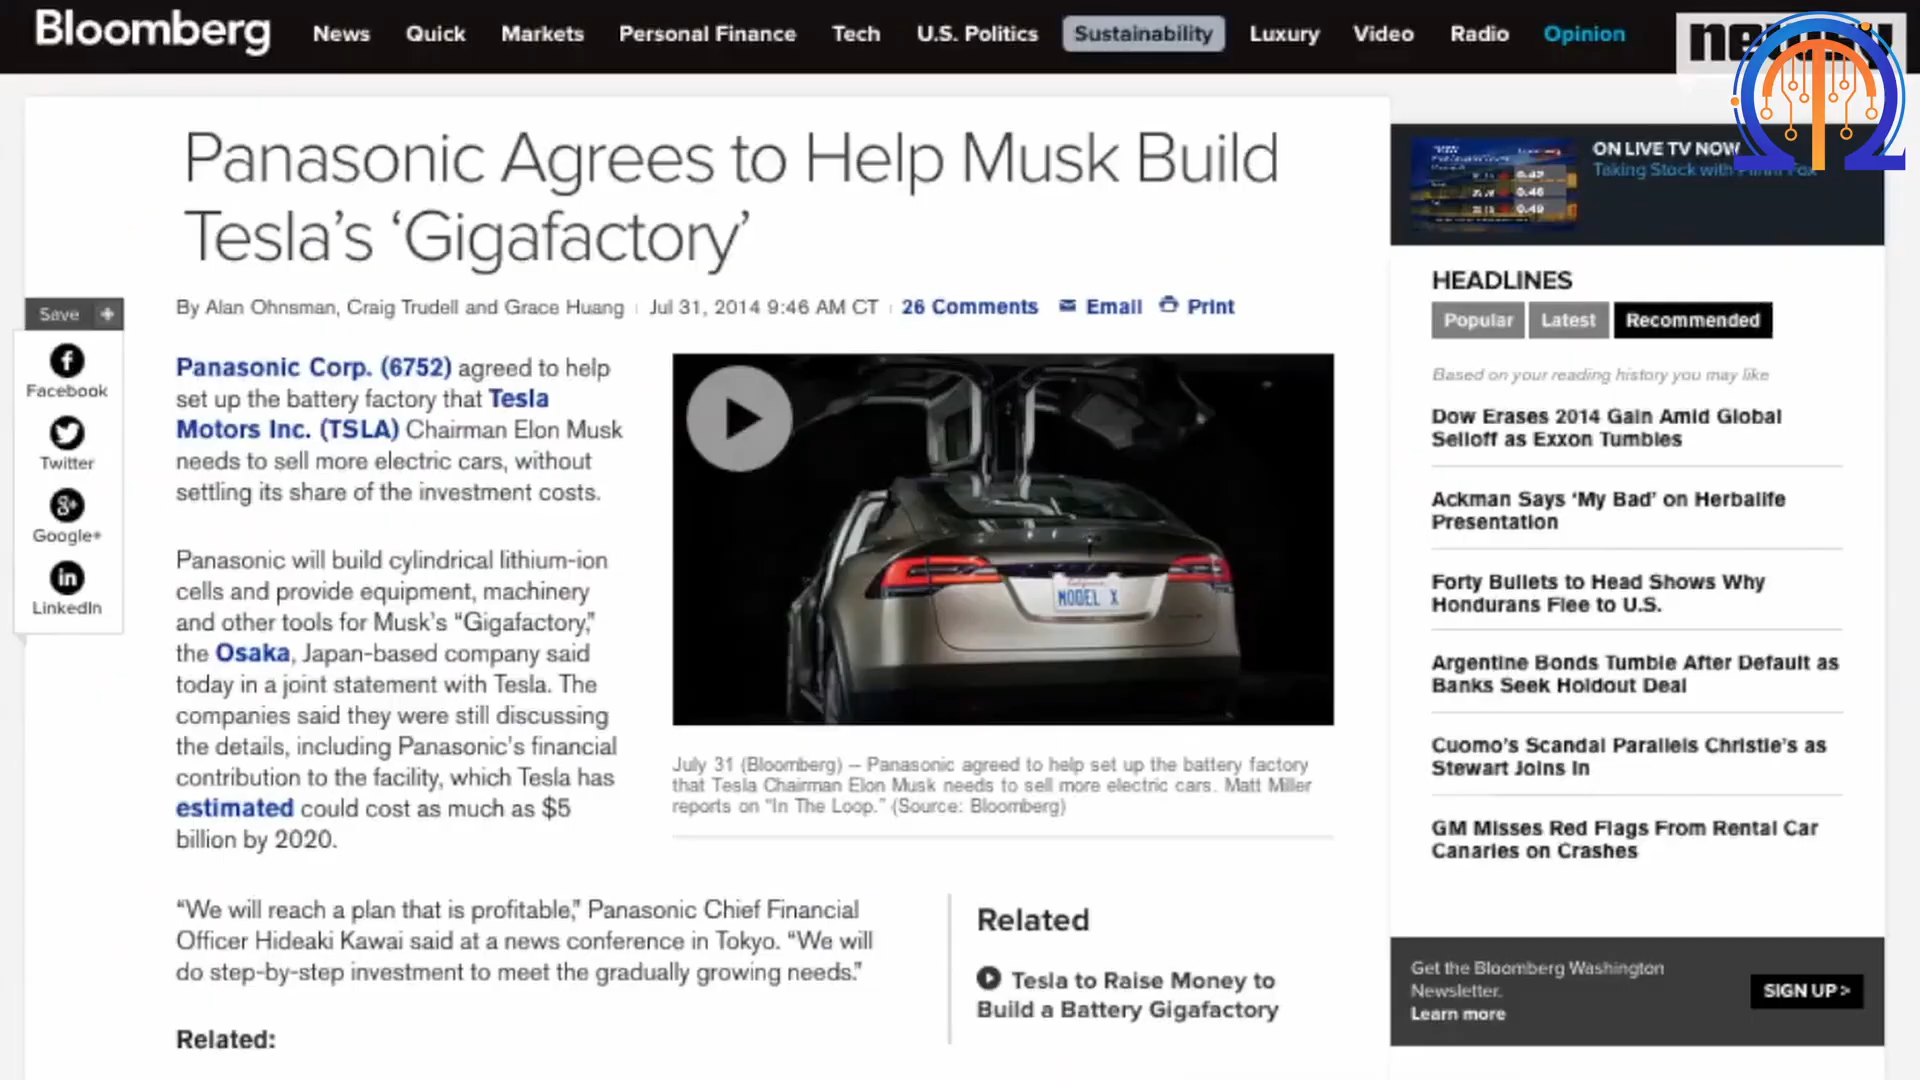 Bloomberg
News Quick Markets Personal Finance Tech U.S. Politics Sustainability Luxury Video Radio Opinion
Panasonic Agrees to Help Musk Build
Tesla's ‘Gigafactory’
By Alan Ohnsman, Craig Trudell and Grace Huang | Jul 31, 2014 9:46 AM CT | 26 Comments Email Print
Save +
Facebook
Twitter
Google+
LinkedIn
Panasonic Corp. (6752) agreed to help
set up the battery factory that Tesla
Motors Inc. (TSLA) Chairman Elon Musk
needs to sell more electric cars, without
settling its share of the investment costs.
Panasonic will build cylindrical lithium-ion
cells and provide equipment, machinery
and other tools for Musk's “Gigafactory,”
the Osaka, Japan-based company said
today in a joint statement with Tesla. The
companies said they were still discussing
the details, including Panasonic's financial
contribution to the facility, which Tesla has
estimated could cost as much as $5
billion by 2020.
“We will reach a plan that is profitable,” Panasonic Chief Financial
Officer Hideaki Kawai said at a news conference in Tokyo. “We will
do step-by-step investment to meet the gradually growing needs.”
Related:
MODEL X
July 31 (Bloomberg) – Panasonic agreed to help set up the battery factory
that Tesla Chairman Elon Musk needs to sell more electric cars. Matt Miller
reports on “In The Loop.” (Source: Bloomberg)
Related
Tesla to Raise Money to
Build a Battery Gigafactory
ON LIVE TV NOW
Taking Stock with Fox
HEADLINES
Popular Latest Recommended
Based on your reading history you may like
Dow Erases 2014 Gain Amid Global
Selloff as Exxon Tumbles
Ackman Says ‘My Bad’ on Herbalife
Presentation
Forty Bullets to Head Shows Why
Hondurans Flee to U.S.
Argentine Bonds Tumble After Default as
Banks Seek Holdout Deal
Cuomo's Scandal Parallels Christie's as
Stewart Joins In
GM Misses Red Flags From Rental Car
Canaries on Crashes
Get the Bloomberg Washington
Newsletter.
Learn more
SIGN UP >